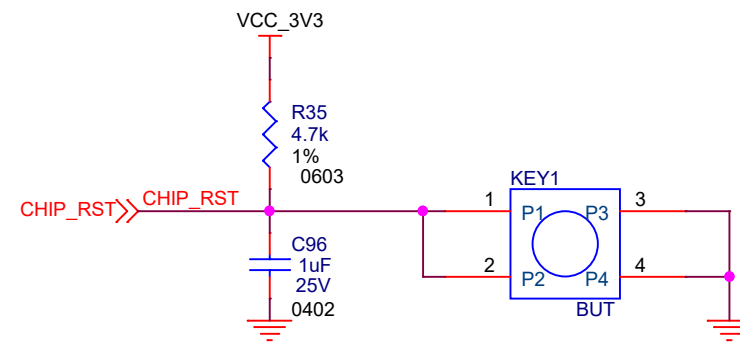 VCC_3V3
R35
4.7k
1%
0603
CHIP_RST
CHIP_RST
KEY1
1
P1
P3
3
2
P2
P4
4
BUT
C96
1uF
25V
0402